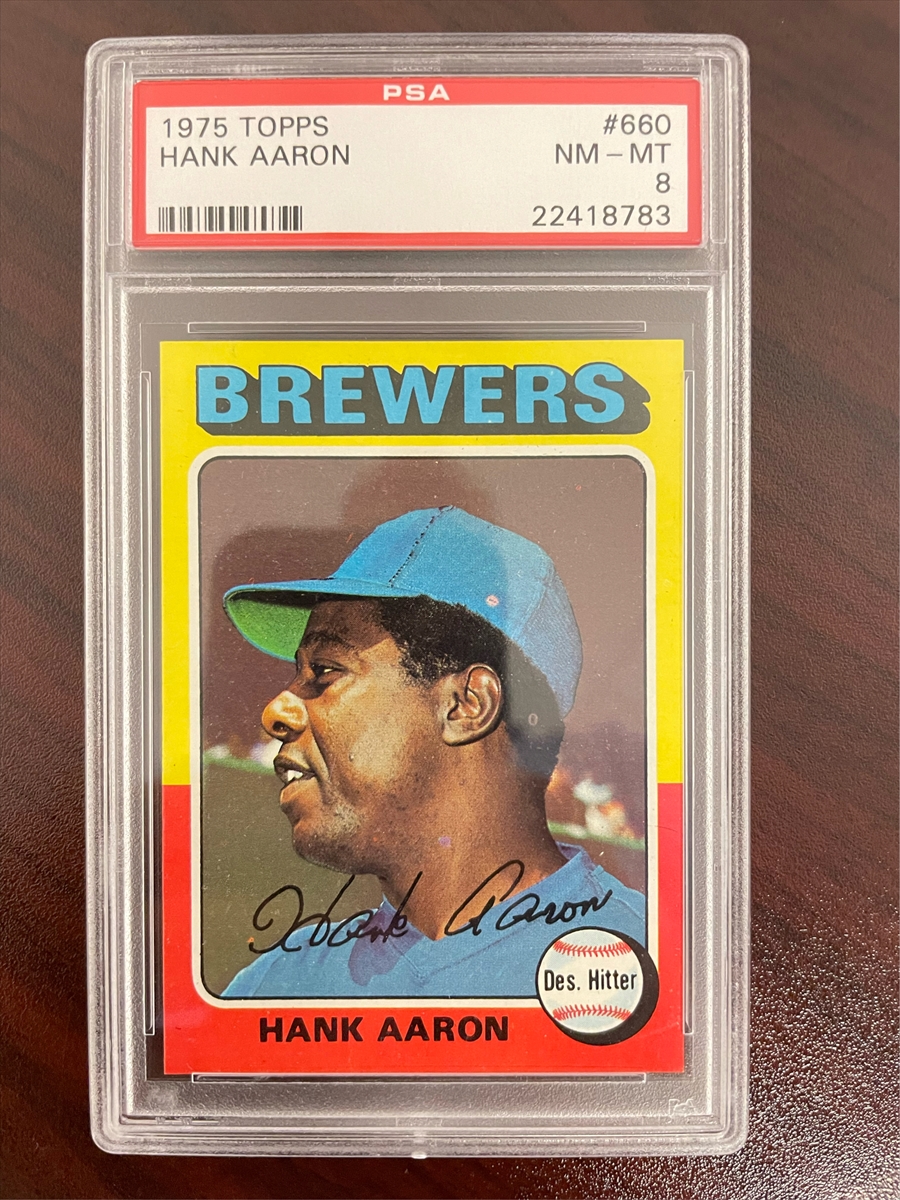 PSA
1975 TOPPS #660
HANK AARON NM - MT
8
22418783
BREWERS
Hank Aaron
Des. Hitter
HANK AARON